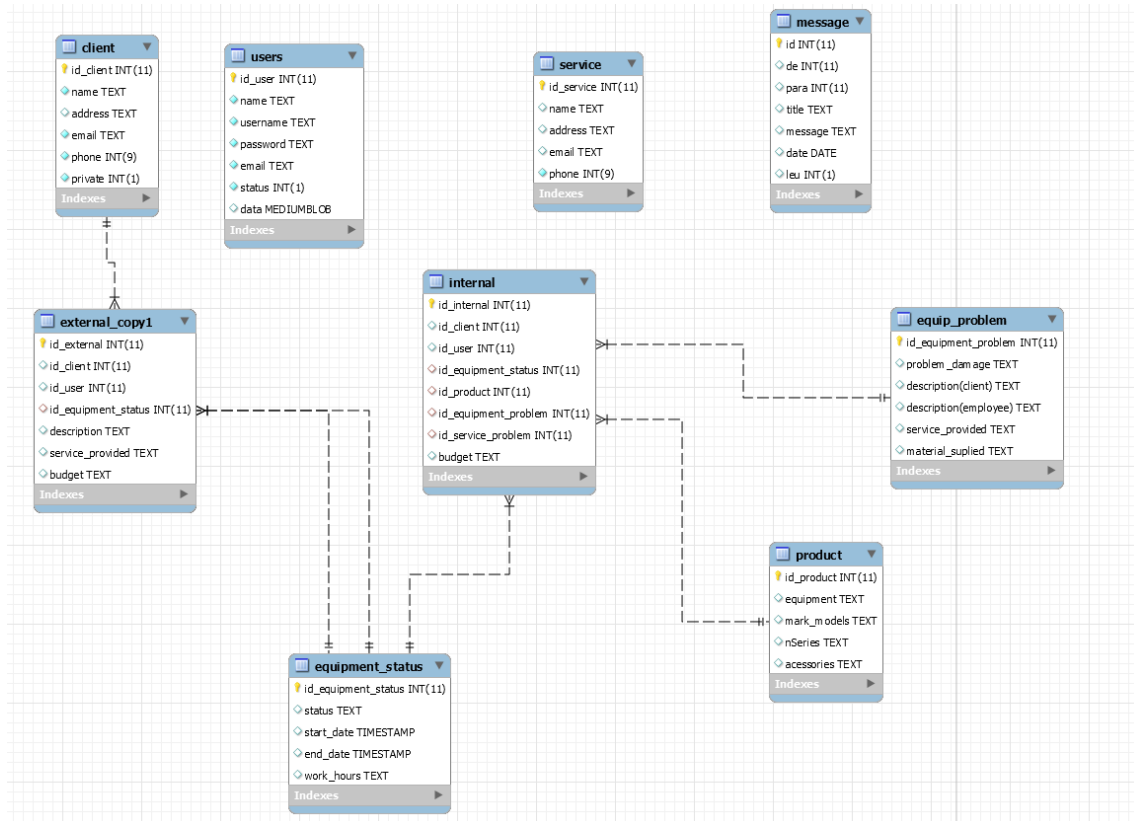 client
id_client INT(11)
name TEXT
address TEXT
email TEXT
phone INT(9)
private INT(1)
Indexes
users
id_user INT(11)
name TEXT
username TEXT
password TEXT
email TEXT
status INT(1)
data MEDIUMBLOB
Indexes
service
id_service INT(11)
name TEXT
address TEXT
email TEXT
phone INT(9)
Indexes
message
id INT(11)
de INT(11)
para INT(11)
title TEXT
message TEXT
date DATE
leu INT(1)
Indexes
external_copy1
id_external INT(11)
id_client INT(11)
id_user INT(11)
id_equipment_status INT(11)
description TEXT
service_provided TEXT
budget TEXT
Indexes
internal
id_internal INT(11)
id_client INT(11)
id_user INT(11)
id_equipment_status INT(11)
id_product INT(11)
id_equipment_problem INT(11)
id_service_problem INT(11)
budget TEXT
Indexes
equip_problem
id_equipment_problem INT(11)
problem_damage TEXT
description(client) TEXT
description(employee) TEXT
service_provided TEXT
material_suplied TEXT
Indexes
product
id_product INT(11)
equipment TEXT
mark_models TEXT
nSeries TEXT
acessories TEXT
Indexes
equipment_status
id_equipment_status INT(11)
status TEXT
start_date TIMESTAMP
end_date TIMESTAMP
work_hours TEXT
Indexes